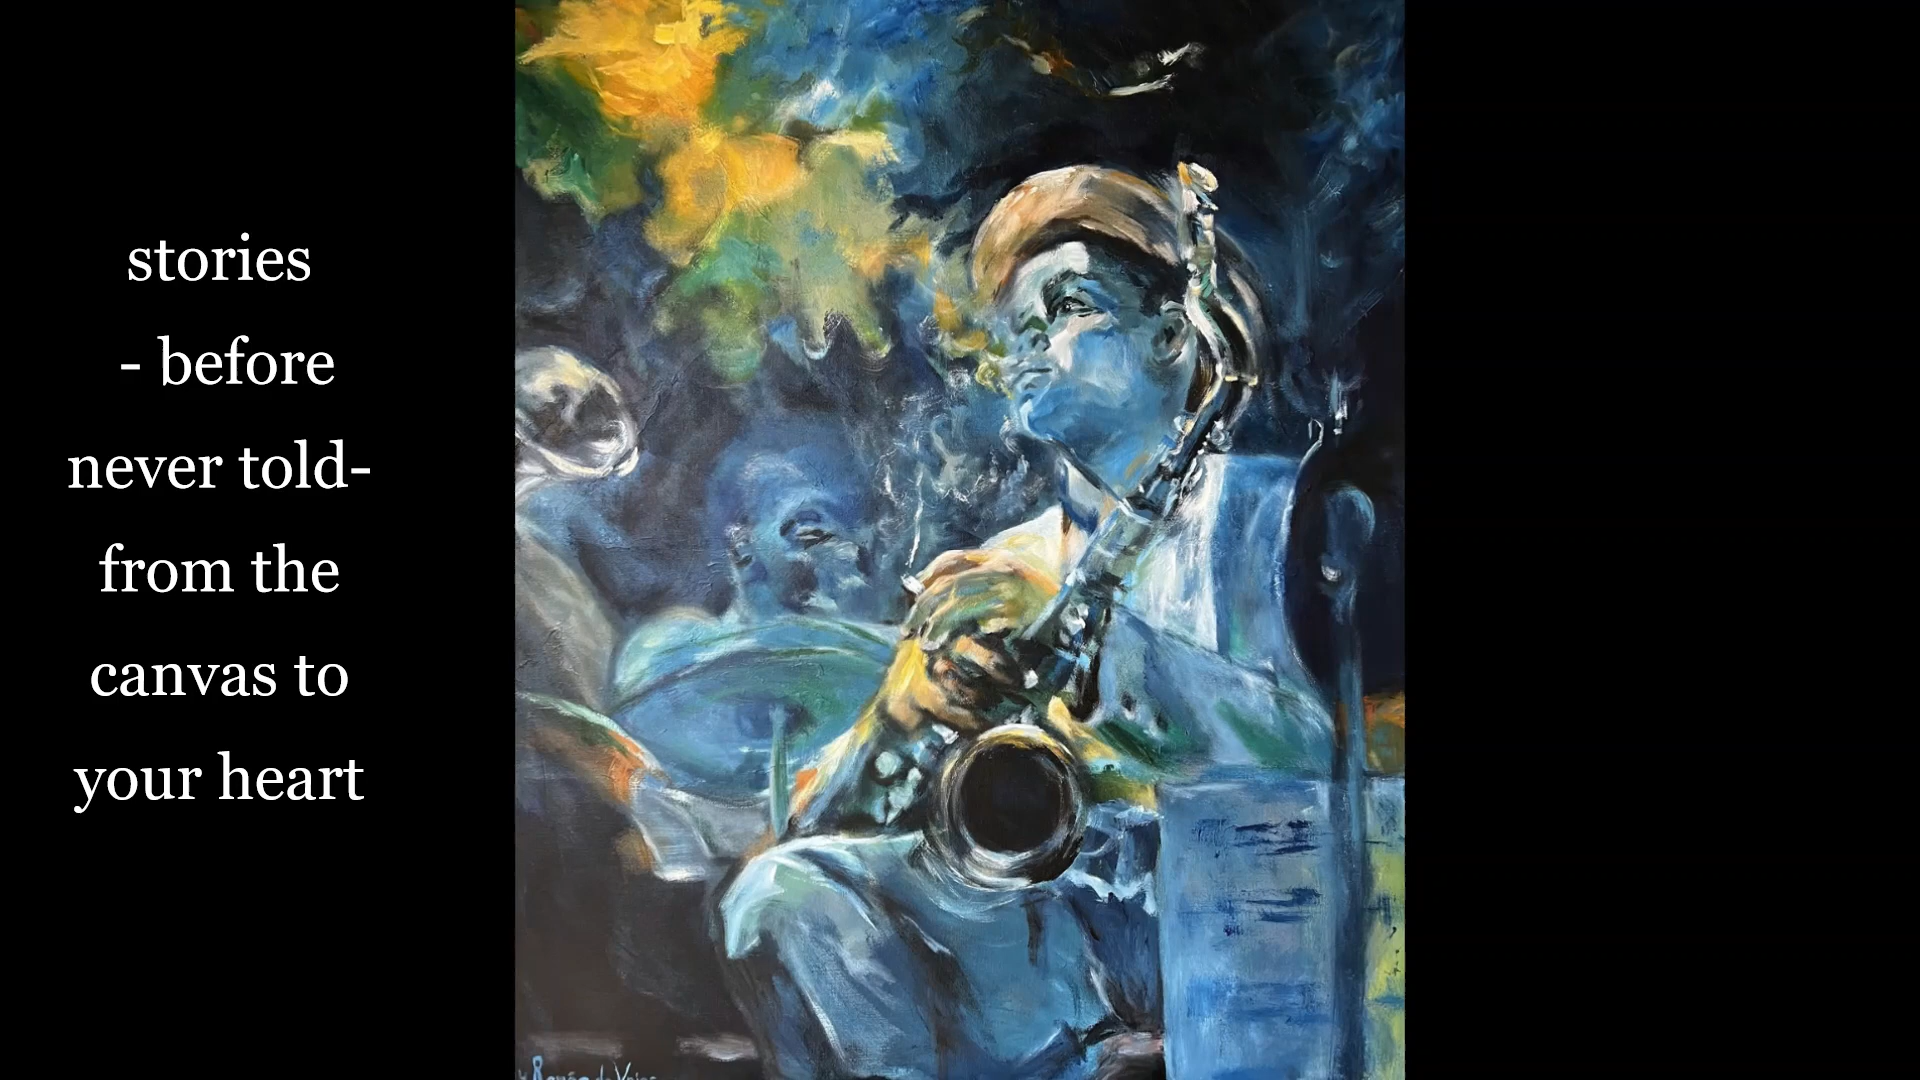 stories
- before
never told-
from the
canvas to
your heart